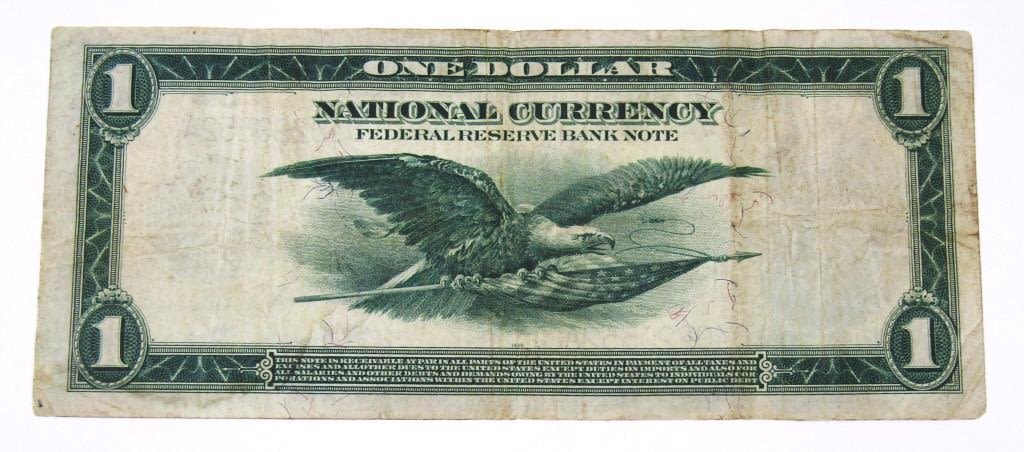 1 ONE DOLLAR 1
NATIONAL CURRENCY
FEDERAL RESERVE BANK NOTE
1 1
THIS NOTE IS RECEIVABLE AT PAR IN ALL PARTS OF THE UNITED STATES IN PAYMENT OF ALL TAXES AND
EXCISES AND ALL OTHER DUES TO THE UNITED STATES EXCEPT DUTIES ON IMPORTS AND ALSO FOR
ALL SALARIES AND OTHER DEBTS AND DEMANDS OWING BY THE UNITED STATES TO INDIVIDUALS COR
PORATIONS AND ASSOCIATIONS WITHIN THE UNITED STATES EXCEPT INTEREST ON PUBLIC DEBT